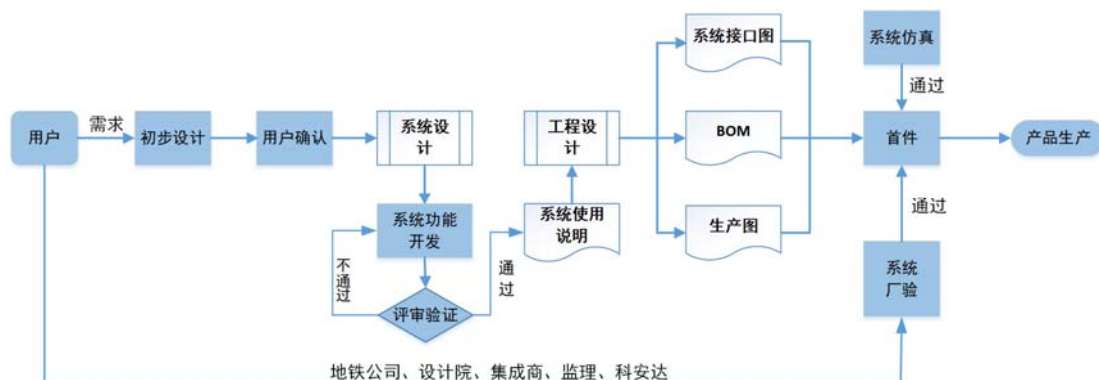 用户
需求
初步设计
用户确认
系统设
计
系统功能
开发
不通过
评审验证
通过
系统使用
说明
工程设
计
系统接口图
BOM
生产图
系统仿真
通过
首件
产品生产
通过
系统
厂验
地铁公司、设计院、集成商、监理、科安达